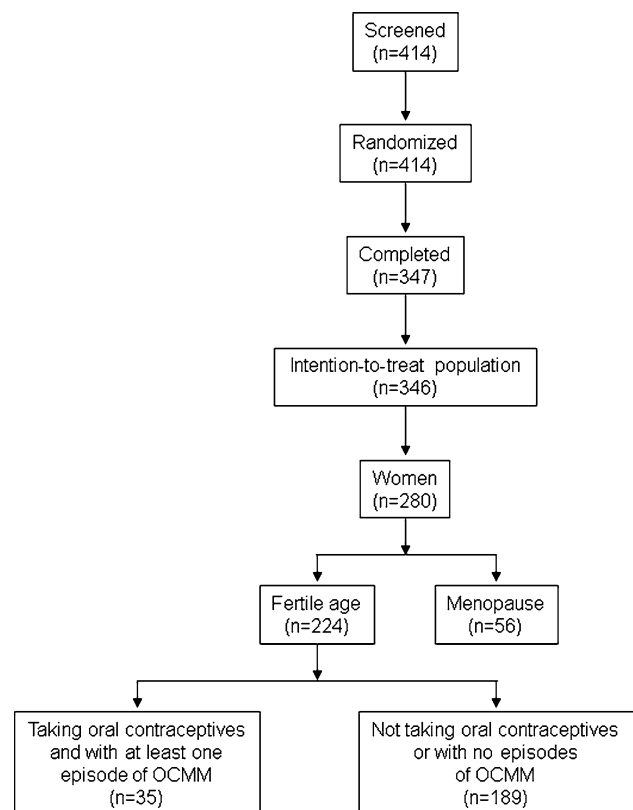 Screened
(n=414)
Randomized
(n=414)
Completed
(n=347)
Intention-to-treat population
(n=346)
Women
(n=280)
Fertile age
(n=224)
Menopause
(n=56)
Taking oral contraceptives
and with at least one
episode of OCMM
(n=35)
Not taking oral contraceptives
or with no episodes
of OCMM
(n=189)